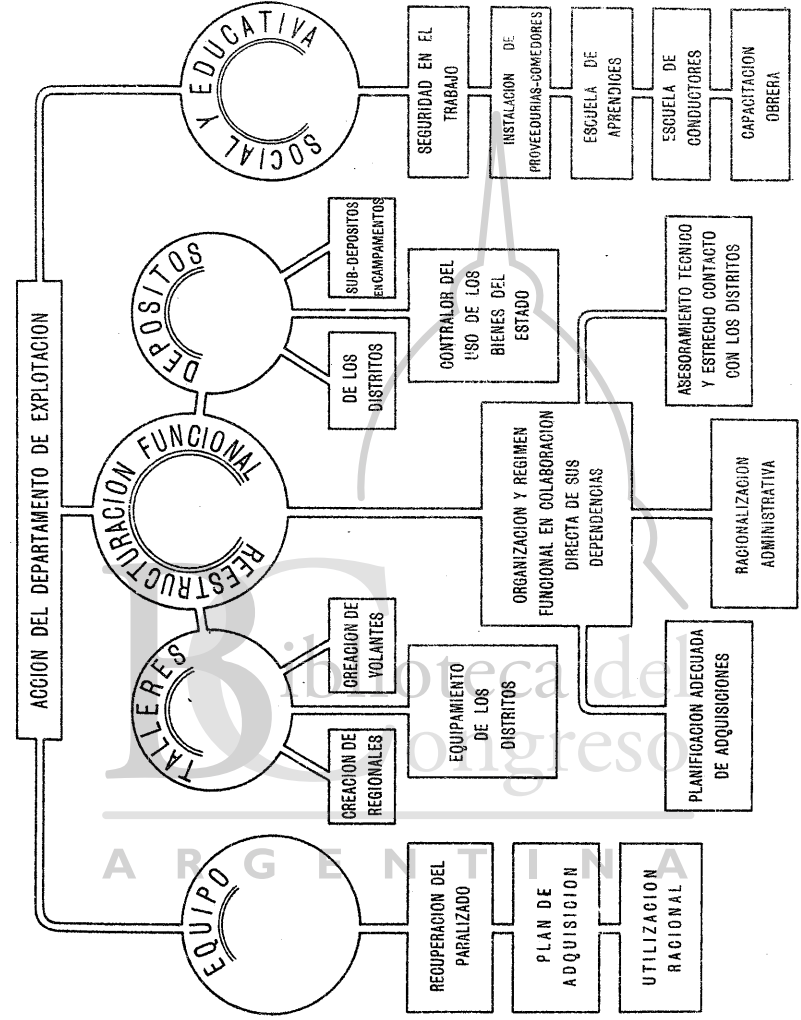 ACCION DEL DEPARTAMENTO DE EXPLOTACION
EQUIPO
RECUPERACION DEL
PARALIZADO
PLAN DE
ADQUISICION
UTILIZACION
RACIONAL
TALLERES
CREACION DE
REGIONALES
EQUIPAMIENTO
DE LOS
DISTRITOS
CREACION DE
VOLANTES
REESTRUCTURACION FUNCIONAL
ORGANIZACION Y REGIMEN
FUNCIONAL EN COLABORACION
DIRECTA DE SUS
DEPENDENCIAS
PLANIFICACION ADECUADA
DE ADQUISICIONES
RACIONALIZACION
ADMINISTRATIVA
ASESORAMIENTO TECNICO
Y ESTRECHO CONTACTO
CON LOS DISTRITOS
DEPOSITOS
DE LOS
DISTRITOS
CONTRALOR DEL
USO DE LOS
BIENES DEL
ESTADO
SUB-DEPOSITOS
EN CAMPAMENTOS
SOCIAL Y EDUCATIVA
SEGURIDAD EN EL
TRABAJO
INSTALACION DE
PROVEEDURIAS-COMEDORES
ESCUELA DE
APRENDICES
ESCUELA DE
CONDUCTORES
CAPACITACION
OBRERA
Biblioteca del
Congreso
ARGENTINA